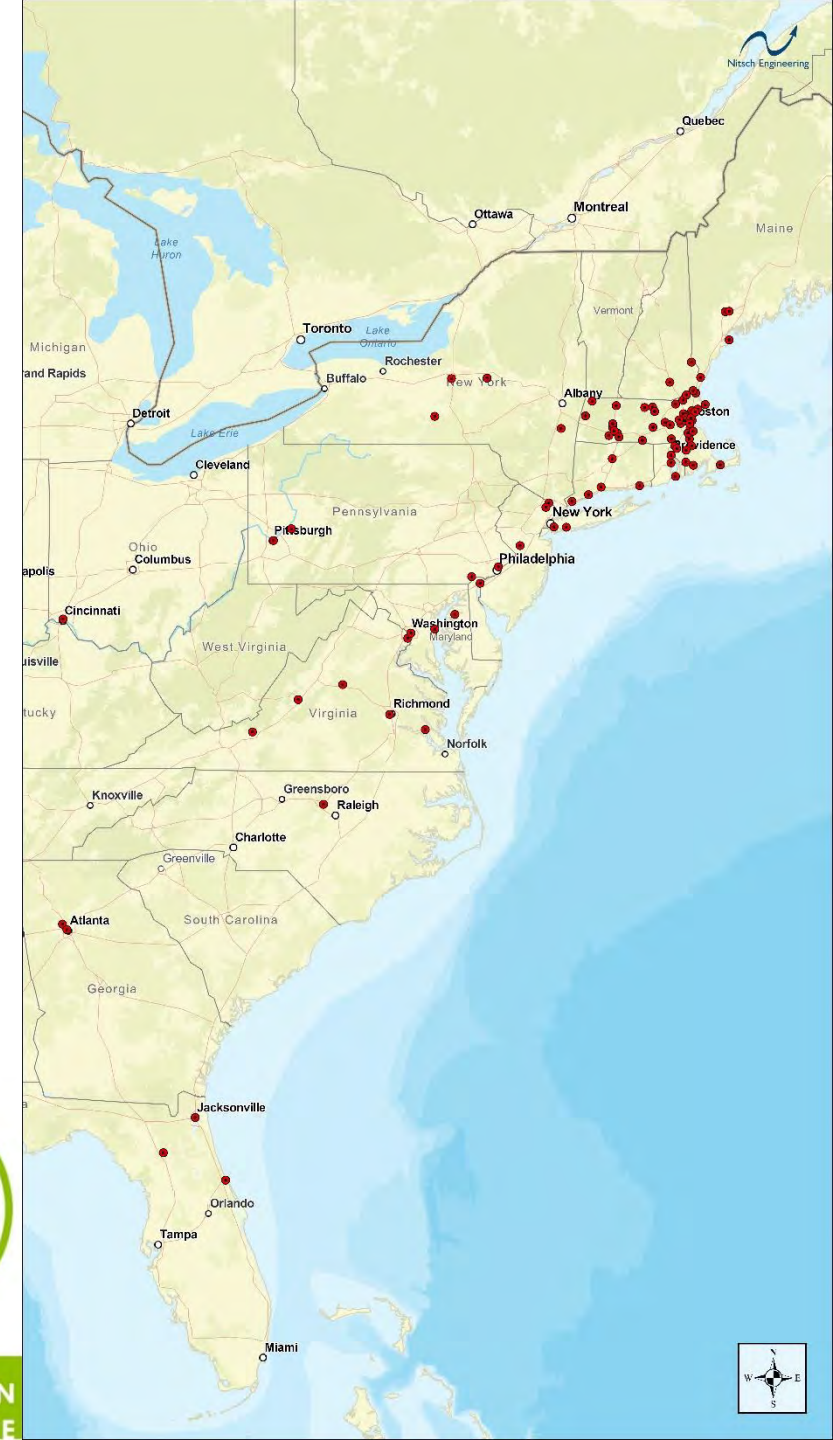 Nitsch Engineering
Quebec
Ottawa
Montreal
Maine
Lake
Huron
Vermont
Toronto
Lake
Ontario
Michigan
Rochester
and Rapids
Buffalo
New York
Albany
Detroit
Boston
Lake Erie
Providence
Cleveland
Pennsylvania
New York
Pittsburgh
Ohio
Columbus
Philadelphia
apolis
Cincinnati
Washington
Maryland
West Virginia
uisville
Richmond
tucky
Virginia
Norfolk
Knoxville
Greensboro
Raleigh
Charlotte
Greenville
Atlanta
South Carolina
Georgia
a
Jacksonville
Orlando
Tampa
Miami
N
W E
S
N
E